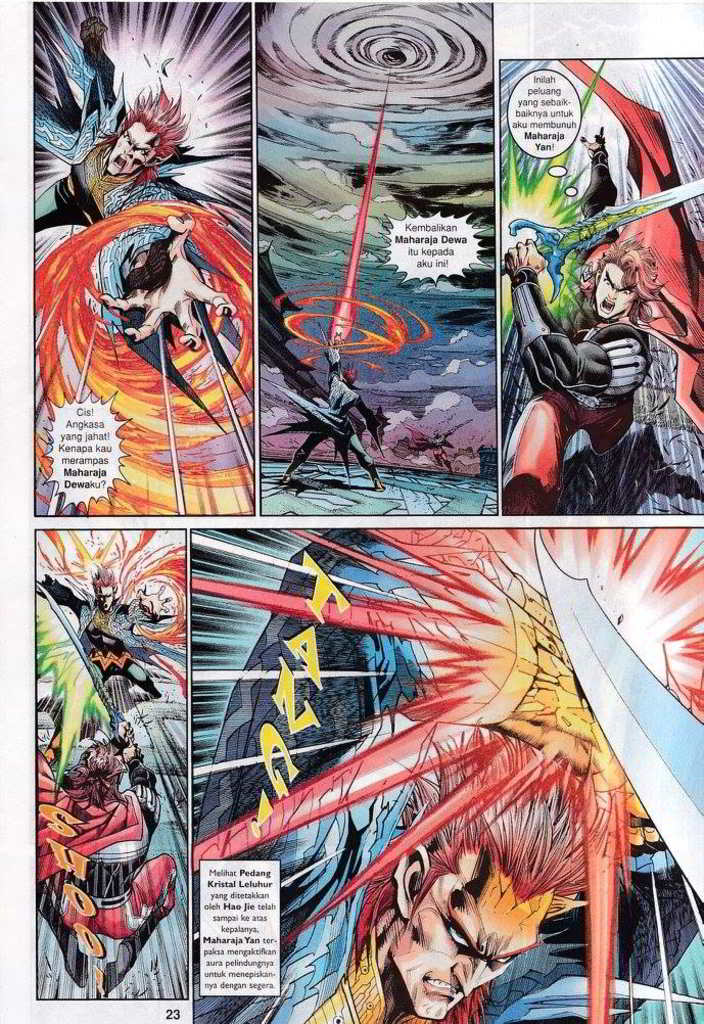 Cis!
Angkasa
yang jahat!
Kenapa kau
merampas
Maharaja
Dewaku?
Kembalikan
Maharaja Dewa
itu kepada
aku ini!
Inilah
peluang
yang sebaik-
baiknya untuk
aku membunuh
Maharaja
Yan!
SHOOO!
TANG!
Melihat Pedang
Kristal Leluhur
yang ditetakkan
oleh Hao Jie telah
sampai ke atas
kepalanya,
Maharaja Yan ter-
paksa mengaktifkan
aura pelindungnya
untuk menepiskan-
nya dengan segera.
23